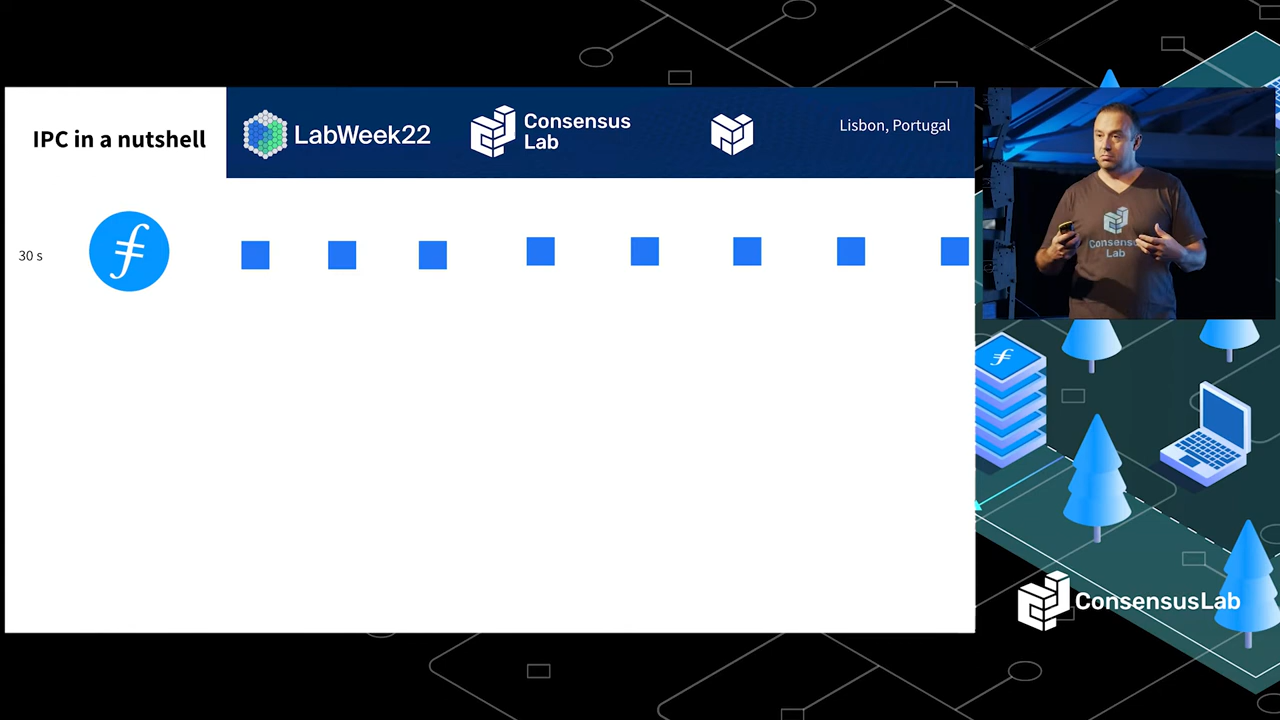 IPC in a nutshell
LabWeek22
Consensus
Lab
Lisbon, Portugal
30 s
Consensus
Lab
ConsensusLab